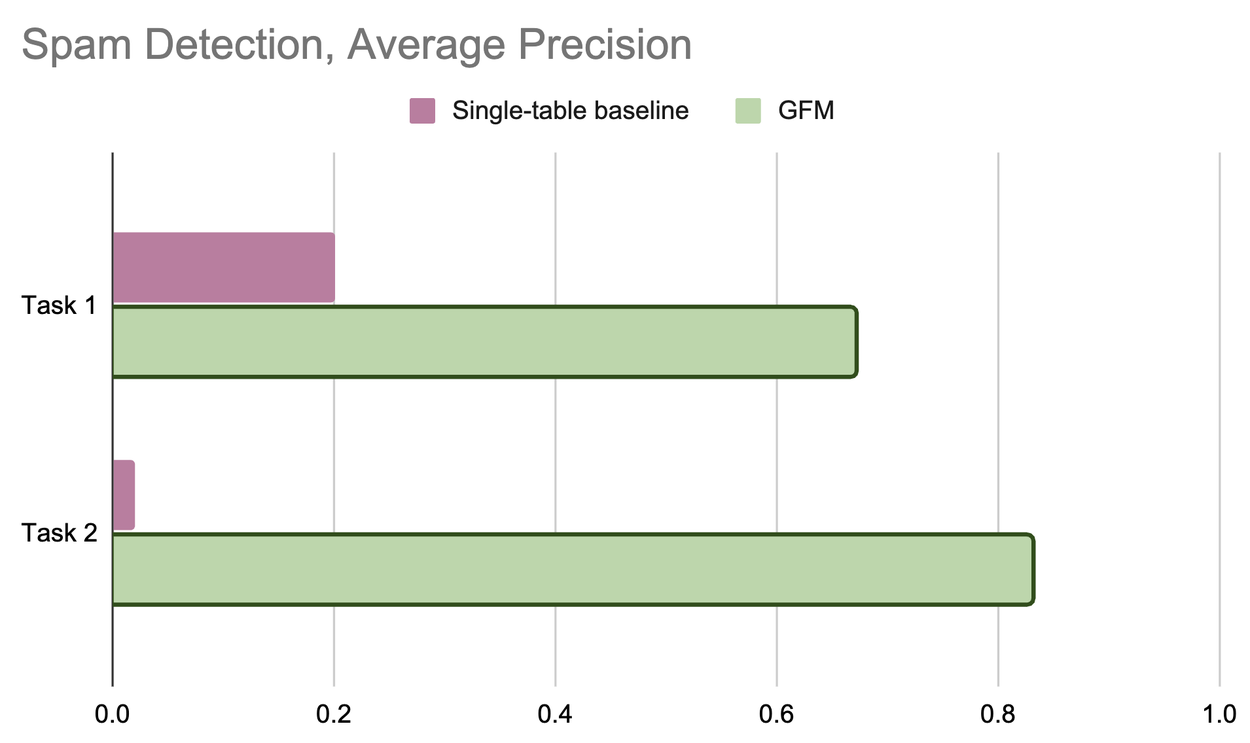 Spam Detection, Average Precision
Single-table baseline GFM
Task 1
Task 2
0.0 0.2 0.4 0.6 0.8 1.0